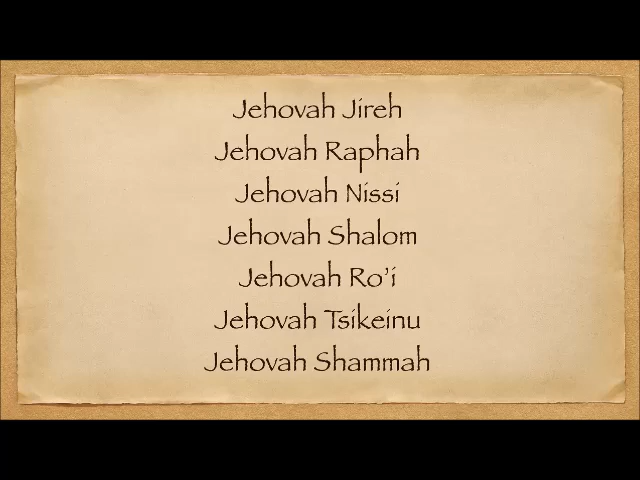 Jehovah Jireh
Jehovah Raphah
Jehovah Nissi
Jehovah Shalom
Jehovah Ro’i
Jehovah Tsikeinu
Jehovah Shammah